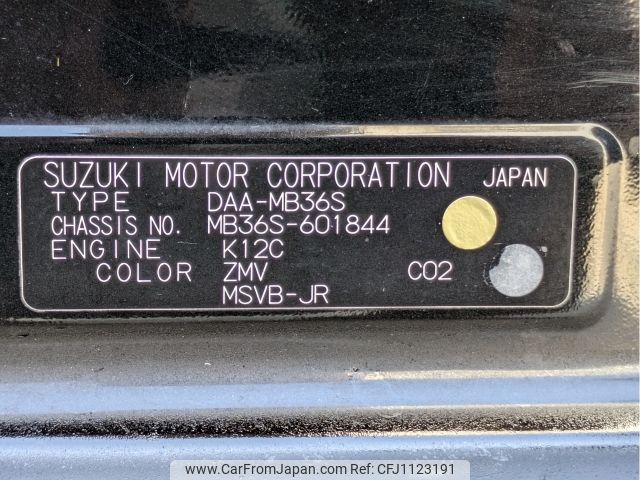 SUZUKI MOTOR CORPORATION JAPAN
TYPE DAA-MB36S
CHASSIS NO. MB36S-601844
ENGINE K12C
COLOR ZMV C02
MSVB-JR
www.CarFromJapan.com CFJ1123191